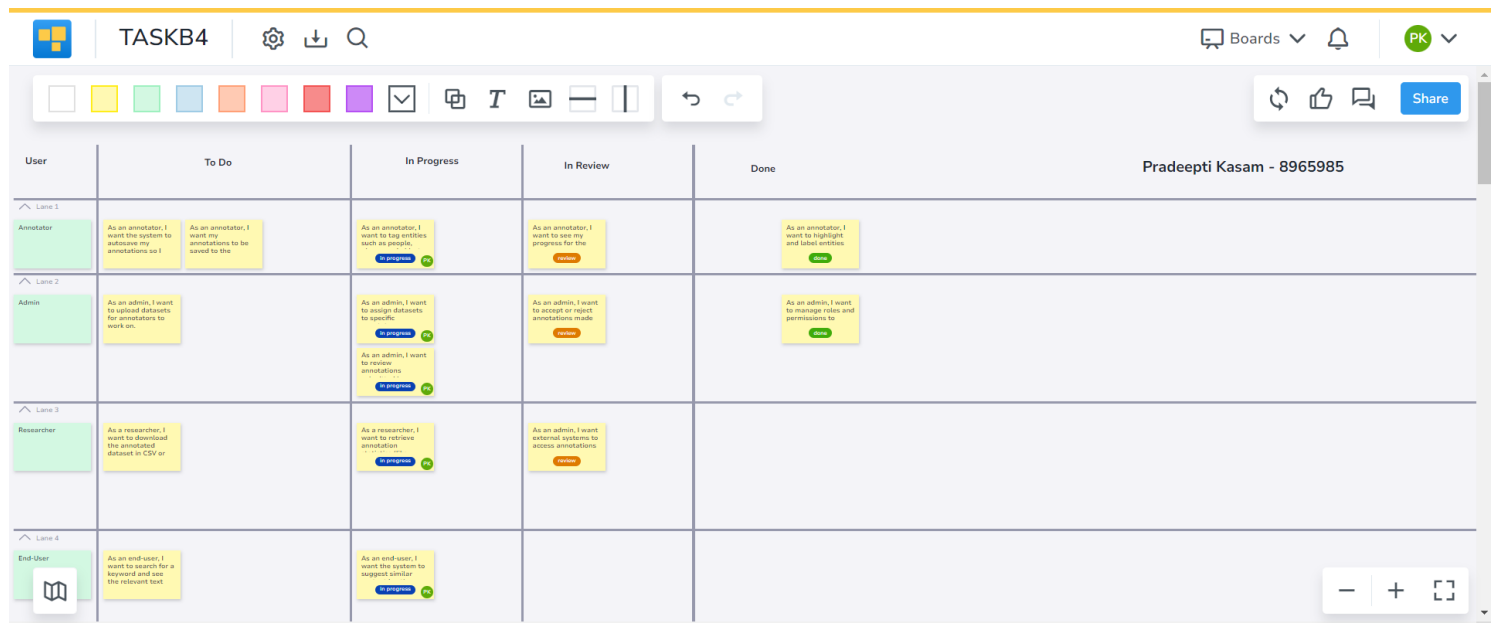 TASKB4
Boards
PK
Share
User
To Do
In Progress
In Review
Done
Pradeepti Kasam - 8965985
Lane 1
Annotator
As an annotator, I
want the system to
autosave my
annotations so I
As an annotator, I
want my
annotations to be
saved to the
As an annotator, I
want to tag entities
such as people,
In progress
PK
As an annotator, I
want to see my
progress for the
review
As an annotator, I
want to highlight
and label entities
done
Lane 2
Admin
As an admin, I want
to upload datasets
for annotators to
work on.
As an admin, I want
to assign datasets
to specific
In progress
PK
As an admin, I want
to review
annotations
In progress
PK
As an admin, I want
to accept or reject
annotations made
review
As an admin, I want
to manage roles and
permissions to
done
Lane 3
Researcher
As a researcher, I
want to download
the annotated
dataset in CSV or
As a researcher, I
want to retrieve
annotation
In progress
PK
As an admin, I want
external systems to
access annotations
review
Lane 4
End-User
As an end-user, I
want to search for a
keyword and see
the relevant text
As an end-user, I
want the system to
suggest similar
In progress
PK